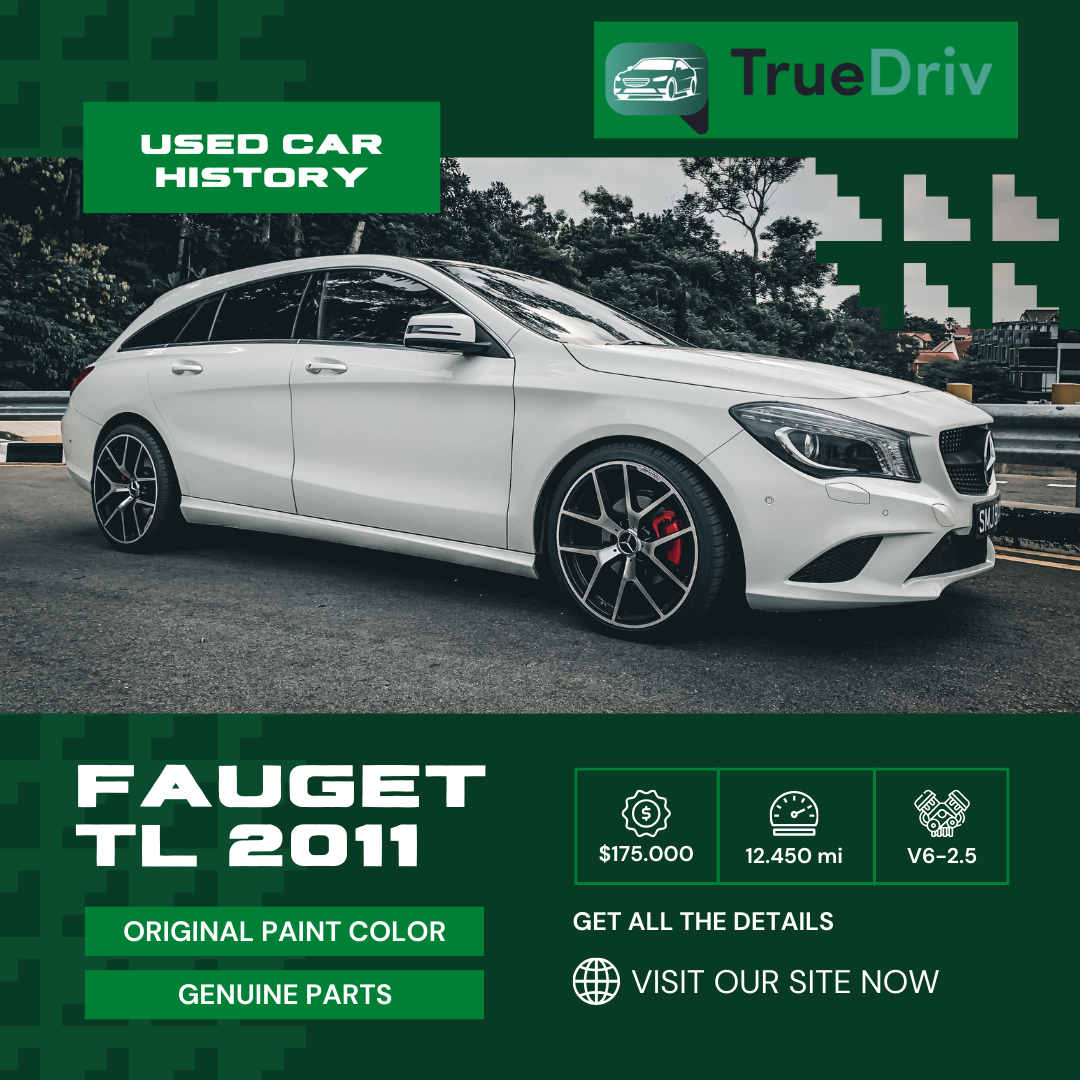 TrueDriv
USED CAR
HISTORY
FAUGET
TL 2011
ORIGINAL PAINT COLOR
GENUINE PARTS
$175.000
12.450 mi
V6-2.5
GET ALL THE DETAILS
VISIT OUR SITE NOW